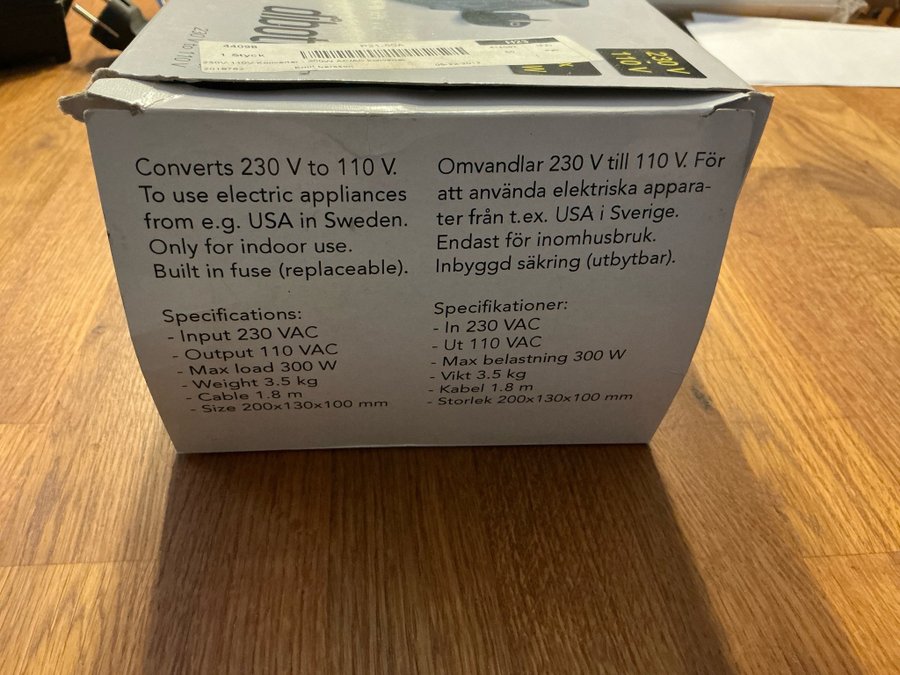 230 V to 110 V
44098
1 Styck
230V
110V
Converts 230 V to 110 V.
To use electric appliances
from e.g. USA in Sweden.
Only for indoor use.
Built in fuse (replaceable).
Specifications:
- Input 230 VAC
- Output 110 VAC
- Max load 300 W
- Weight 3.5 kg
- Cable 1.8 m
- Size 200x130x100 mm
Omvandlar 230 V till 110 V. För
att använda elektriska appara-
ter från t.ex. USA i Sverige.
Endast för inomhusbruk.
Inbyggd säkring (utbytbar).
Specifikationer:
- In 230 VAC
- Ut 110 VAC
- Max belastning 300 W
- Vikt 3.5 kg
- Kabel 1.8 m
- Storlek 200x130x100 mm